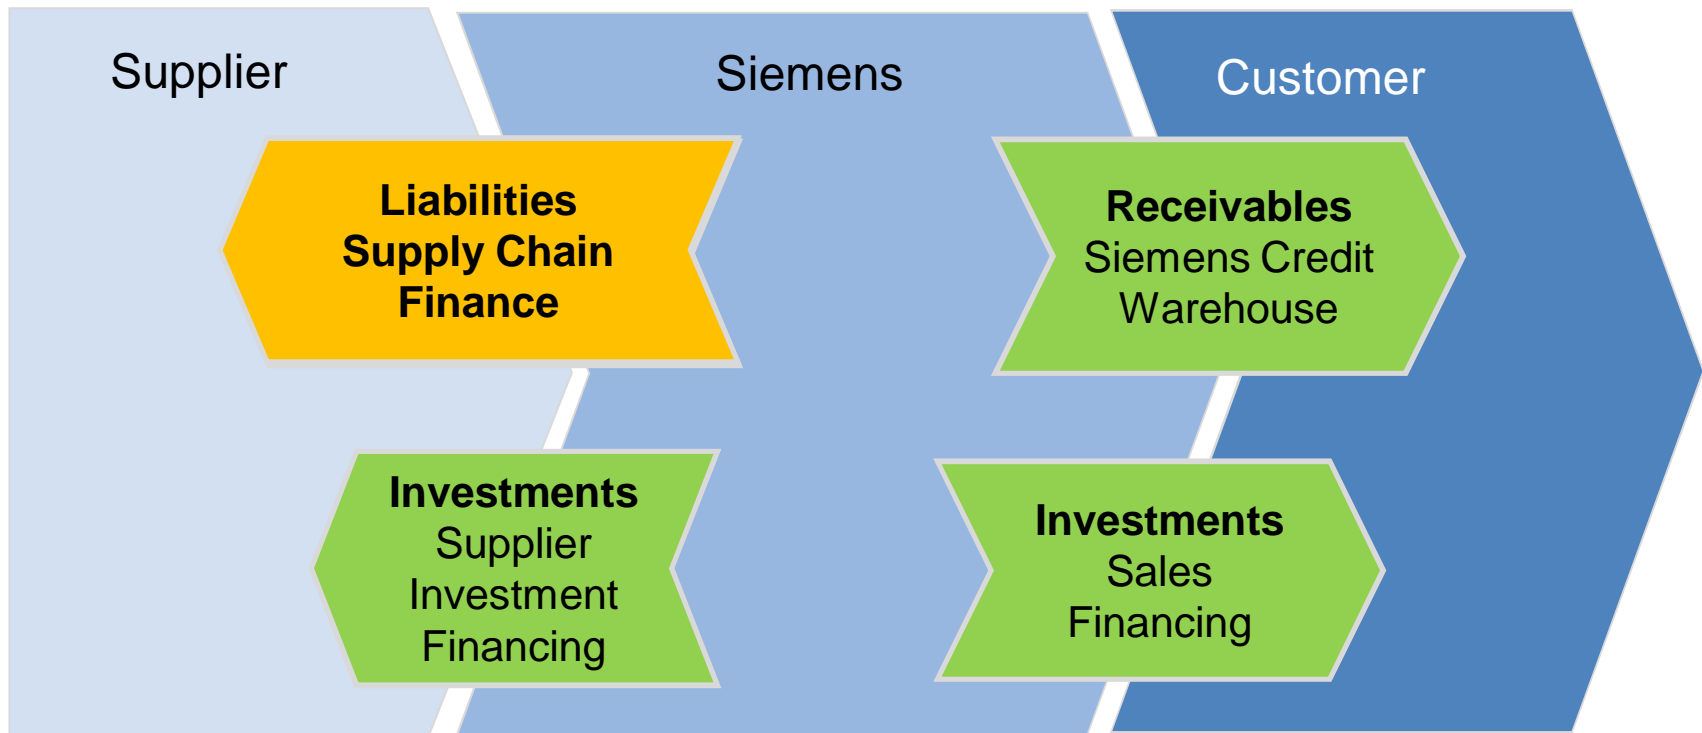 Supplier
Siemens
Customer
Liabilities
Supply Chain
Finance
Receivables
Siemens Credit
Warehouse
Investments
Supplier
Investment
Financing
Investments
Sales
Financing